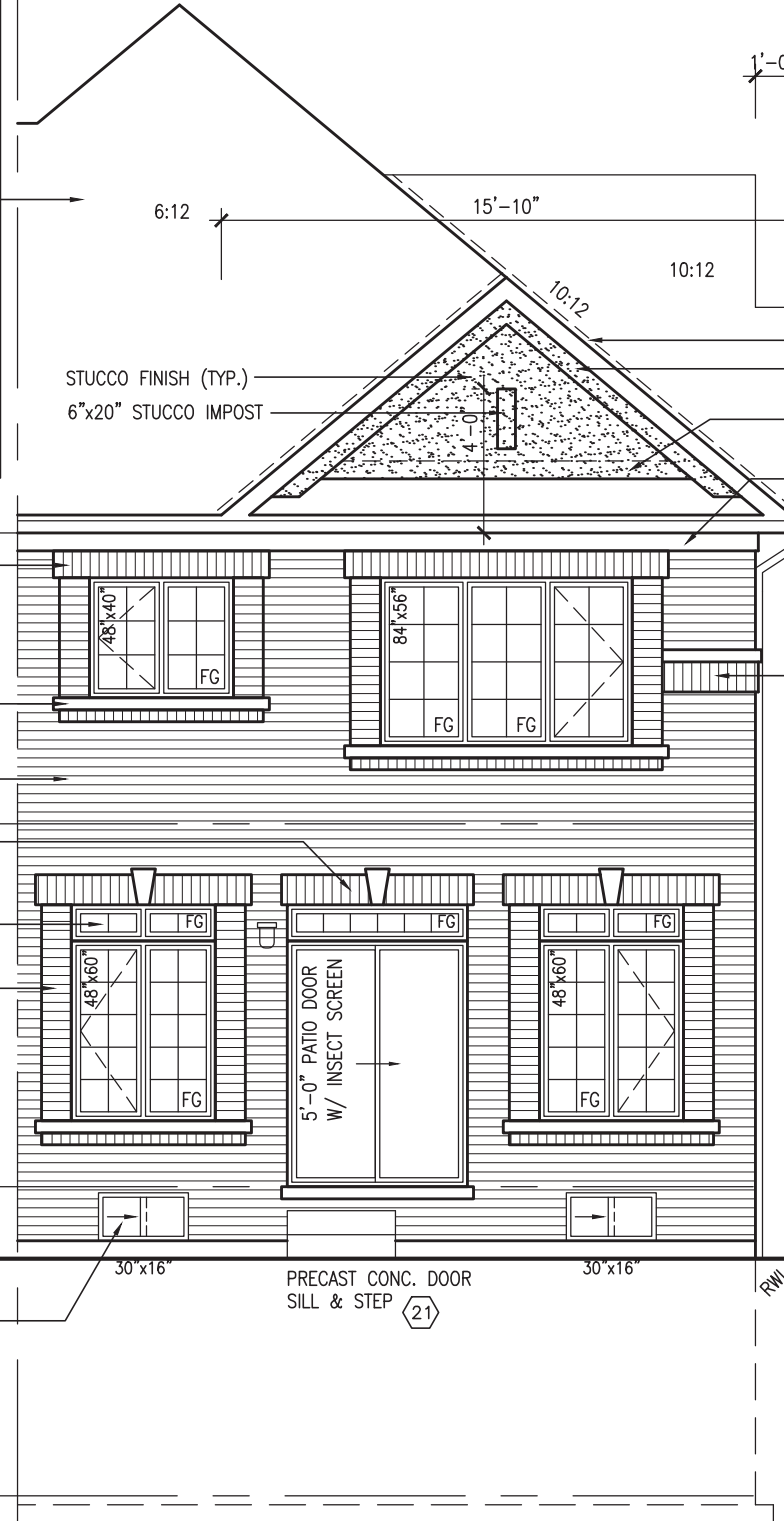 1'-0
6:12
15'-10"
10:12
10:12
STUCCO FINISH (TYP.)
6"x20" STUCCO IMPOST
4'-0"
48"x40"
FG
84"x56"
FG
FG
FG
FG
FG
48"x60"
FG
5'-0" PATIO DOOR
W/ INSECT SCREEN
48"x60"
FG
30"x16"
30"x16"
PRECAST CONC. DOOR
SILL & STEP
21
RWL